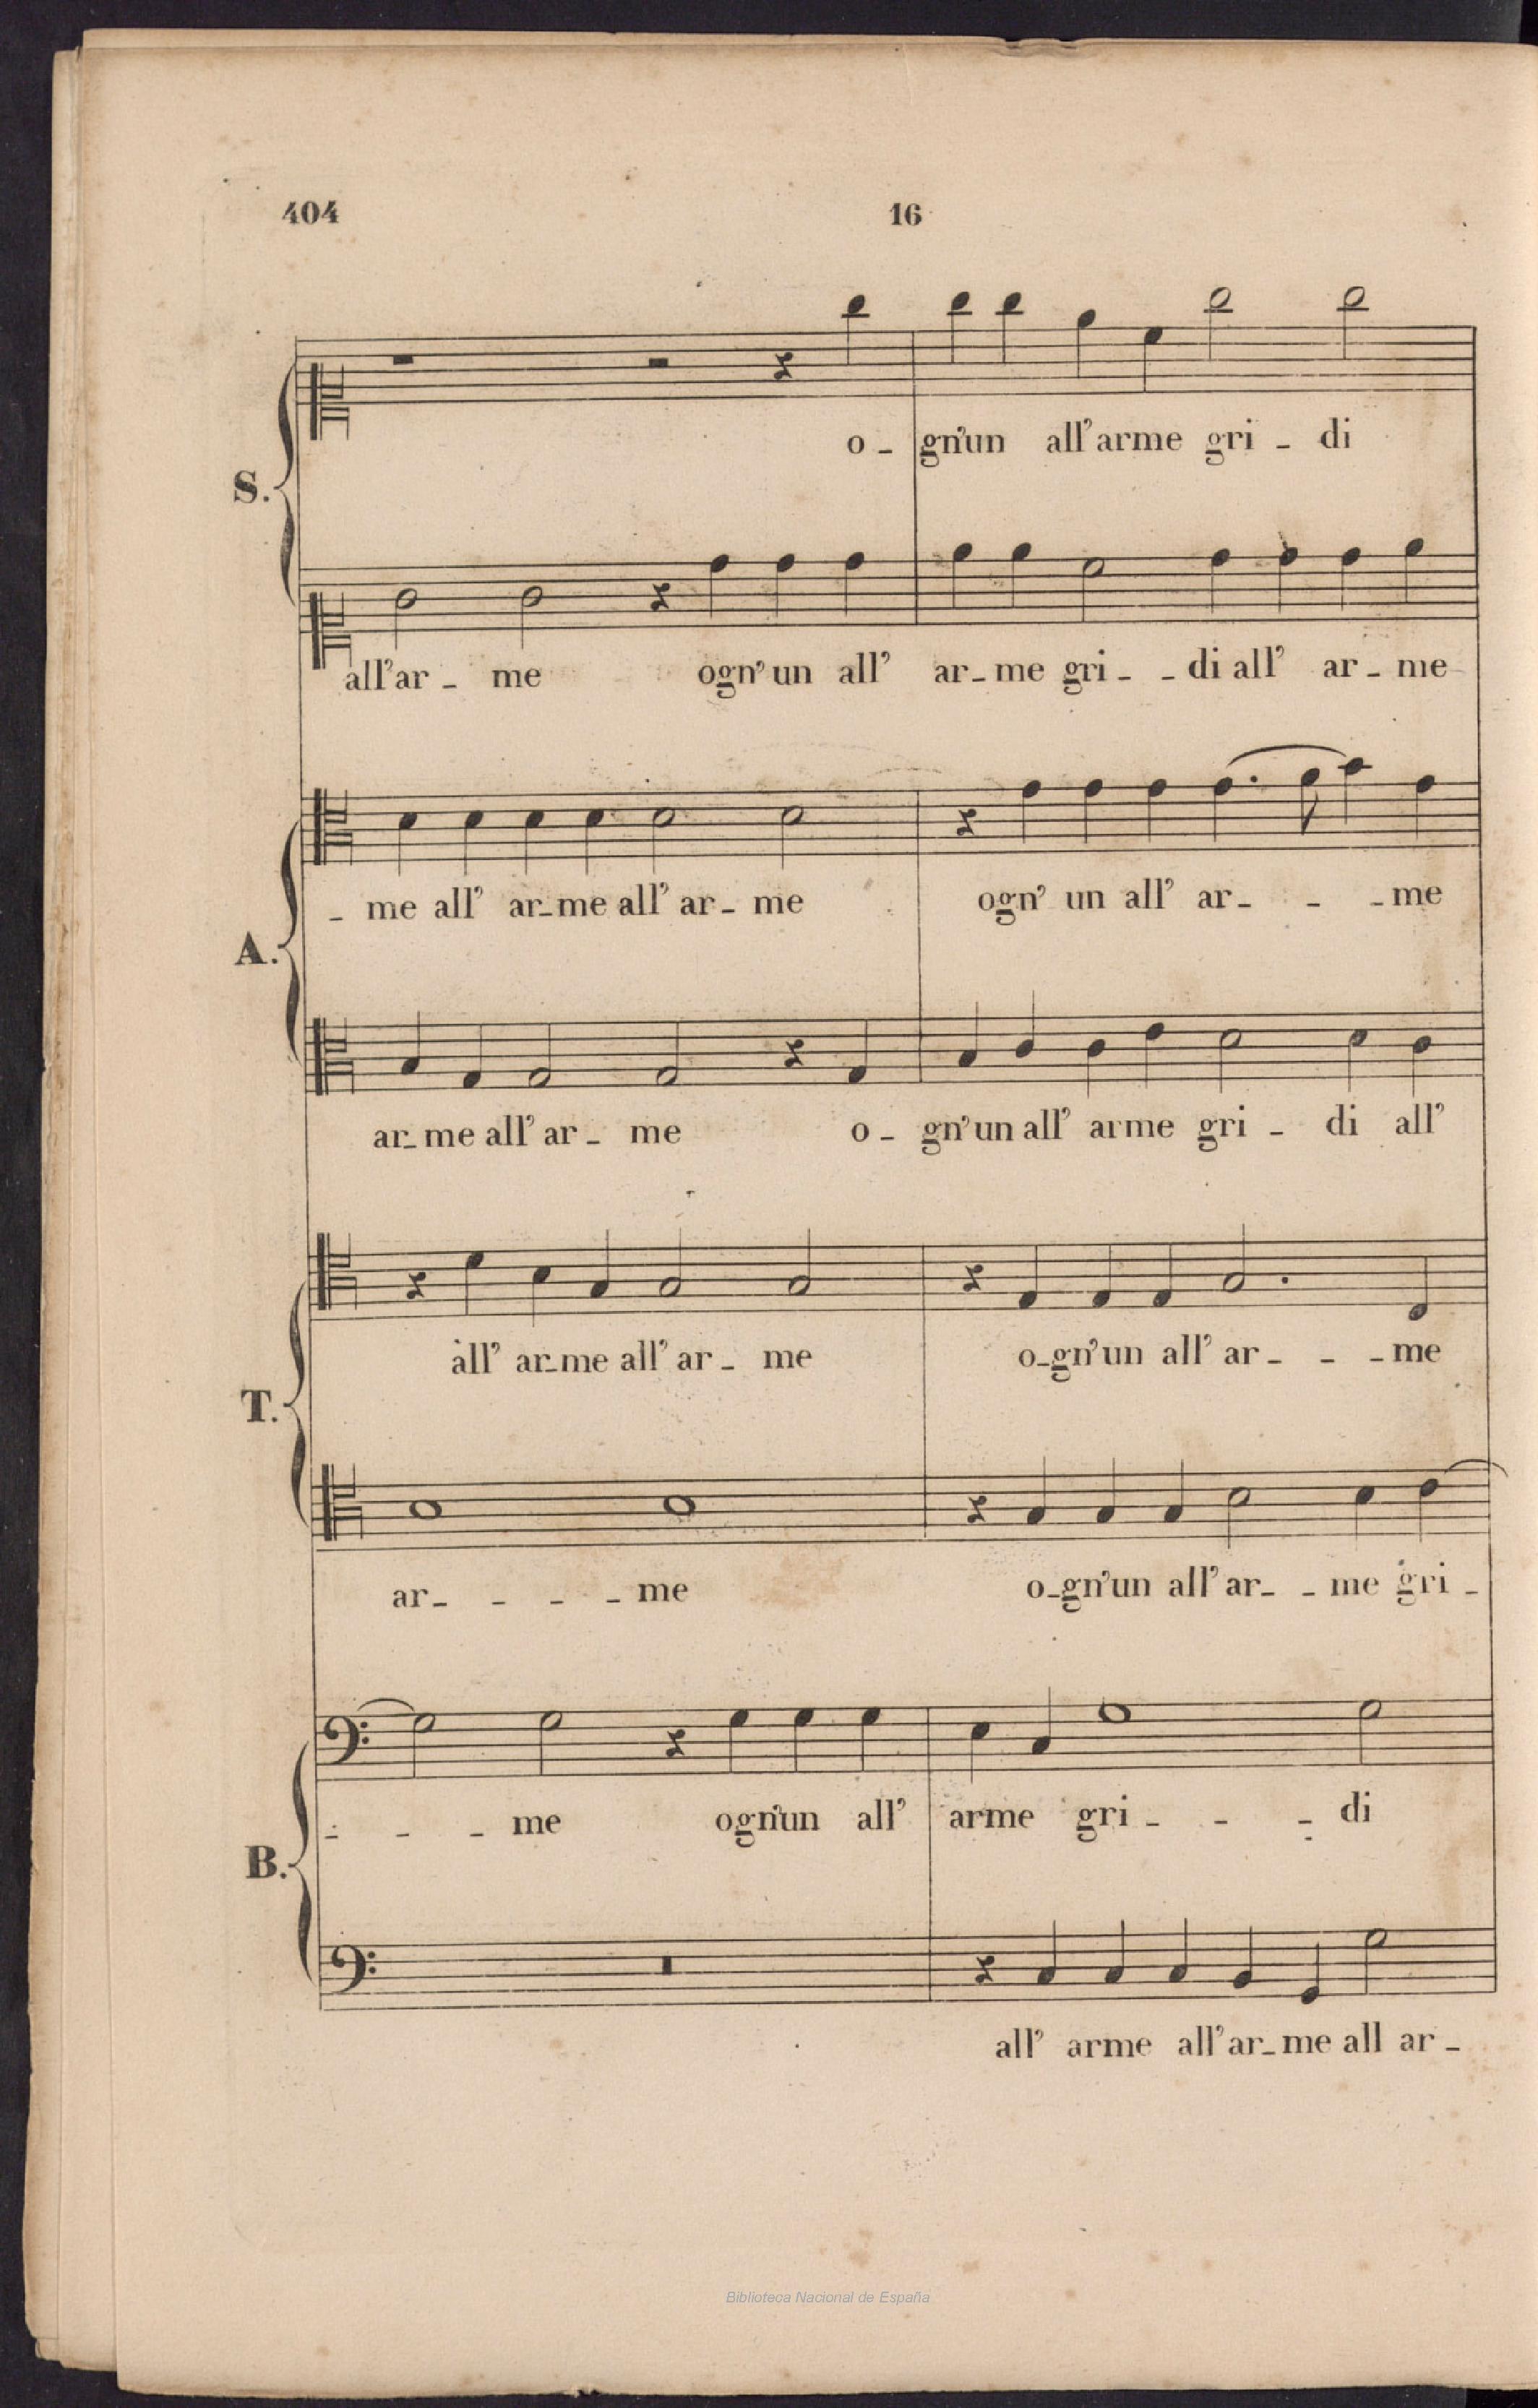 404 16
S.
o - gn'un all' arme gri - di
all' ar - me ogn' un all' ar - me gri - - di all' ar - me
A.
- me all' ar - me all' ar - me ogn' un all' ar - - - me
ar - me all' ar - me o - gn' un all' arme gri - di all'
T.
all' ar - me all' ar - me o - gn' un all' ar - - - me
ar - - - - me o - gn' un all' ar - - me gri -
B.
- - - me ogn'un all' arme gri - - - di
all' arme all' ar - me all ar -
Biblioteca Nacional de España